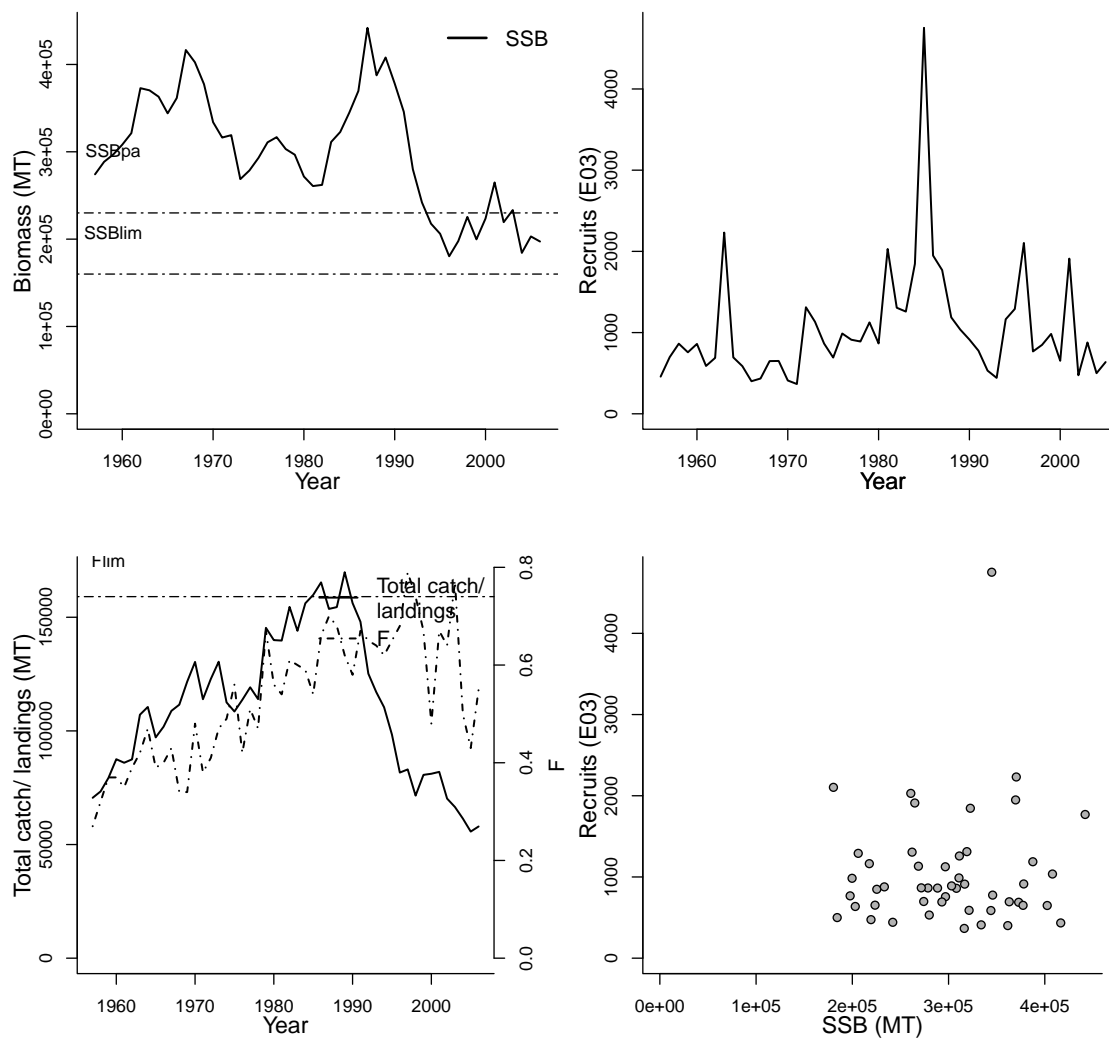 SSB
SSBpa
SSBlim
Biomass (MT)
0e+00
1e+05
2e+05
3e+05
4e+05
1960
1970
1980
1990
2000
Year
Recruits (E03)
0
1000
2000
3000
4000
1960
1970
1980
1990
2000
Year
Flim
Total catch/
landings
F
Total catch/ landings (MT)
0
50000
100000
150000
0.0
0.2
0.4
0.6
0.8
F
1960
1970
1980
1990
2000
Year
Recruits (E03)
0
1000
2000
3000
4000
0e+00
1e+05
2e+05
3e+05
4e+05
SSB (MT)